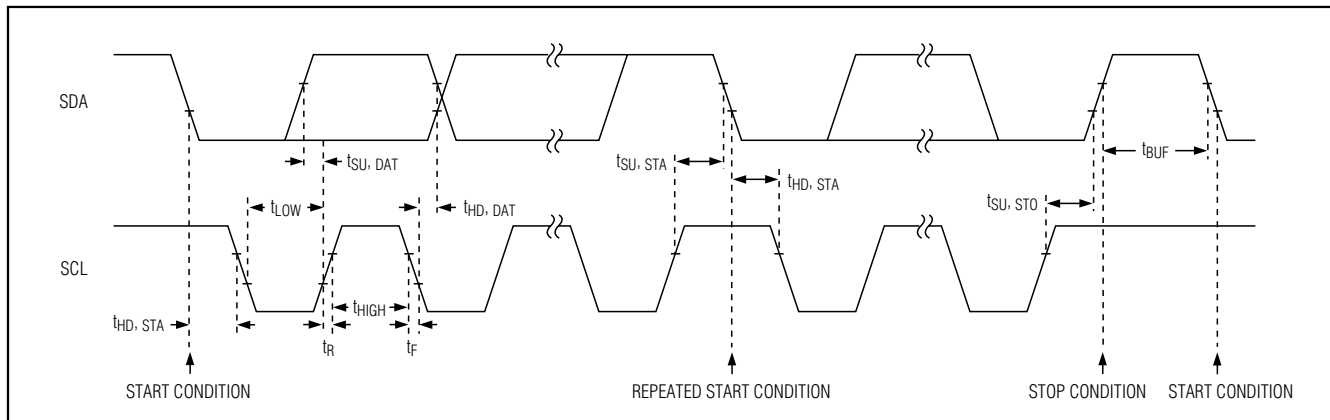 SDA
tSU, DAT
tSU, STA
tBUF
tLOW
tHD, DAT
tHD, STA
tSU, STO
SCL
tHIGH
tHD, STA
tR
tF
START CONDITION
REPEATED START CONDITION
STOP CONDITION
START CONDITION